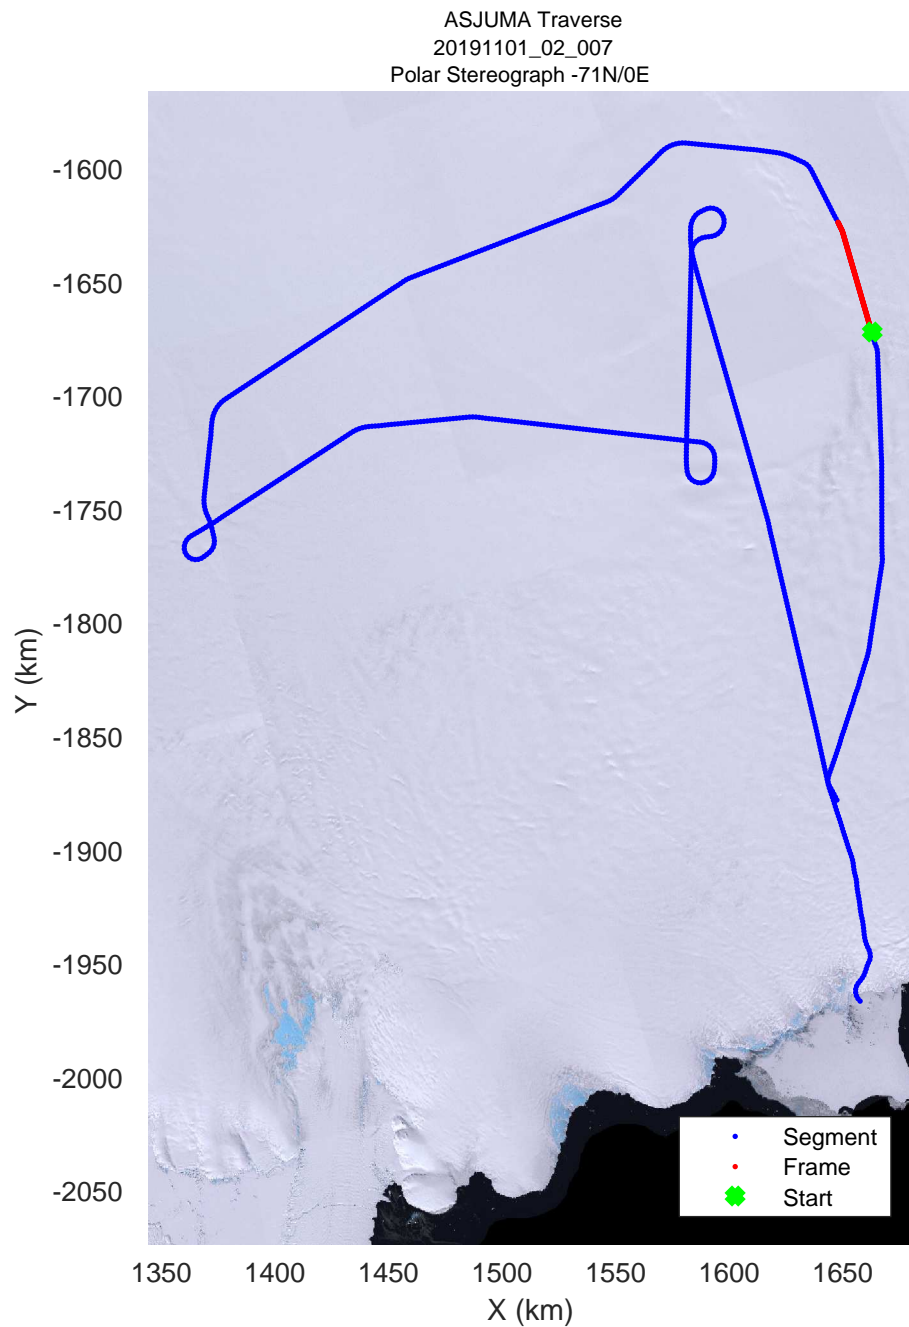 ASJUMA Traverse
20191101_02_007
Polar Stereograph -71N/0E
-1600
-1650
-1700
-1750
-1800
-1850
-1900
-1950
-2000
-2050
Y (km)
Segment
Frame
Start
1350 1400 1450 1500 1550 1600 1650
X (km)